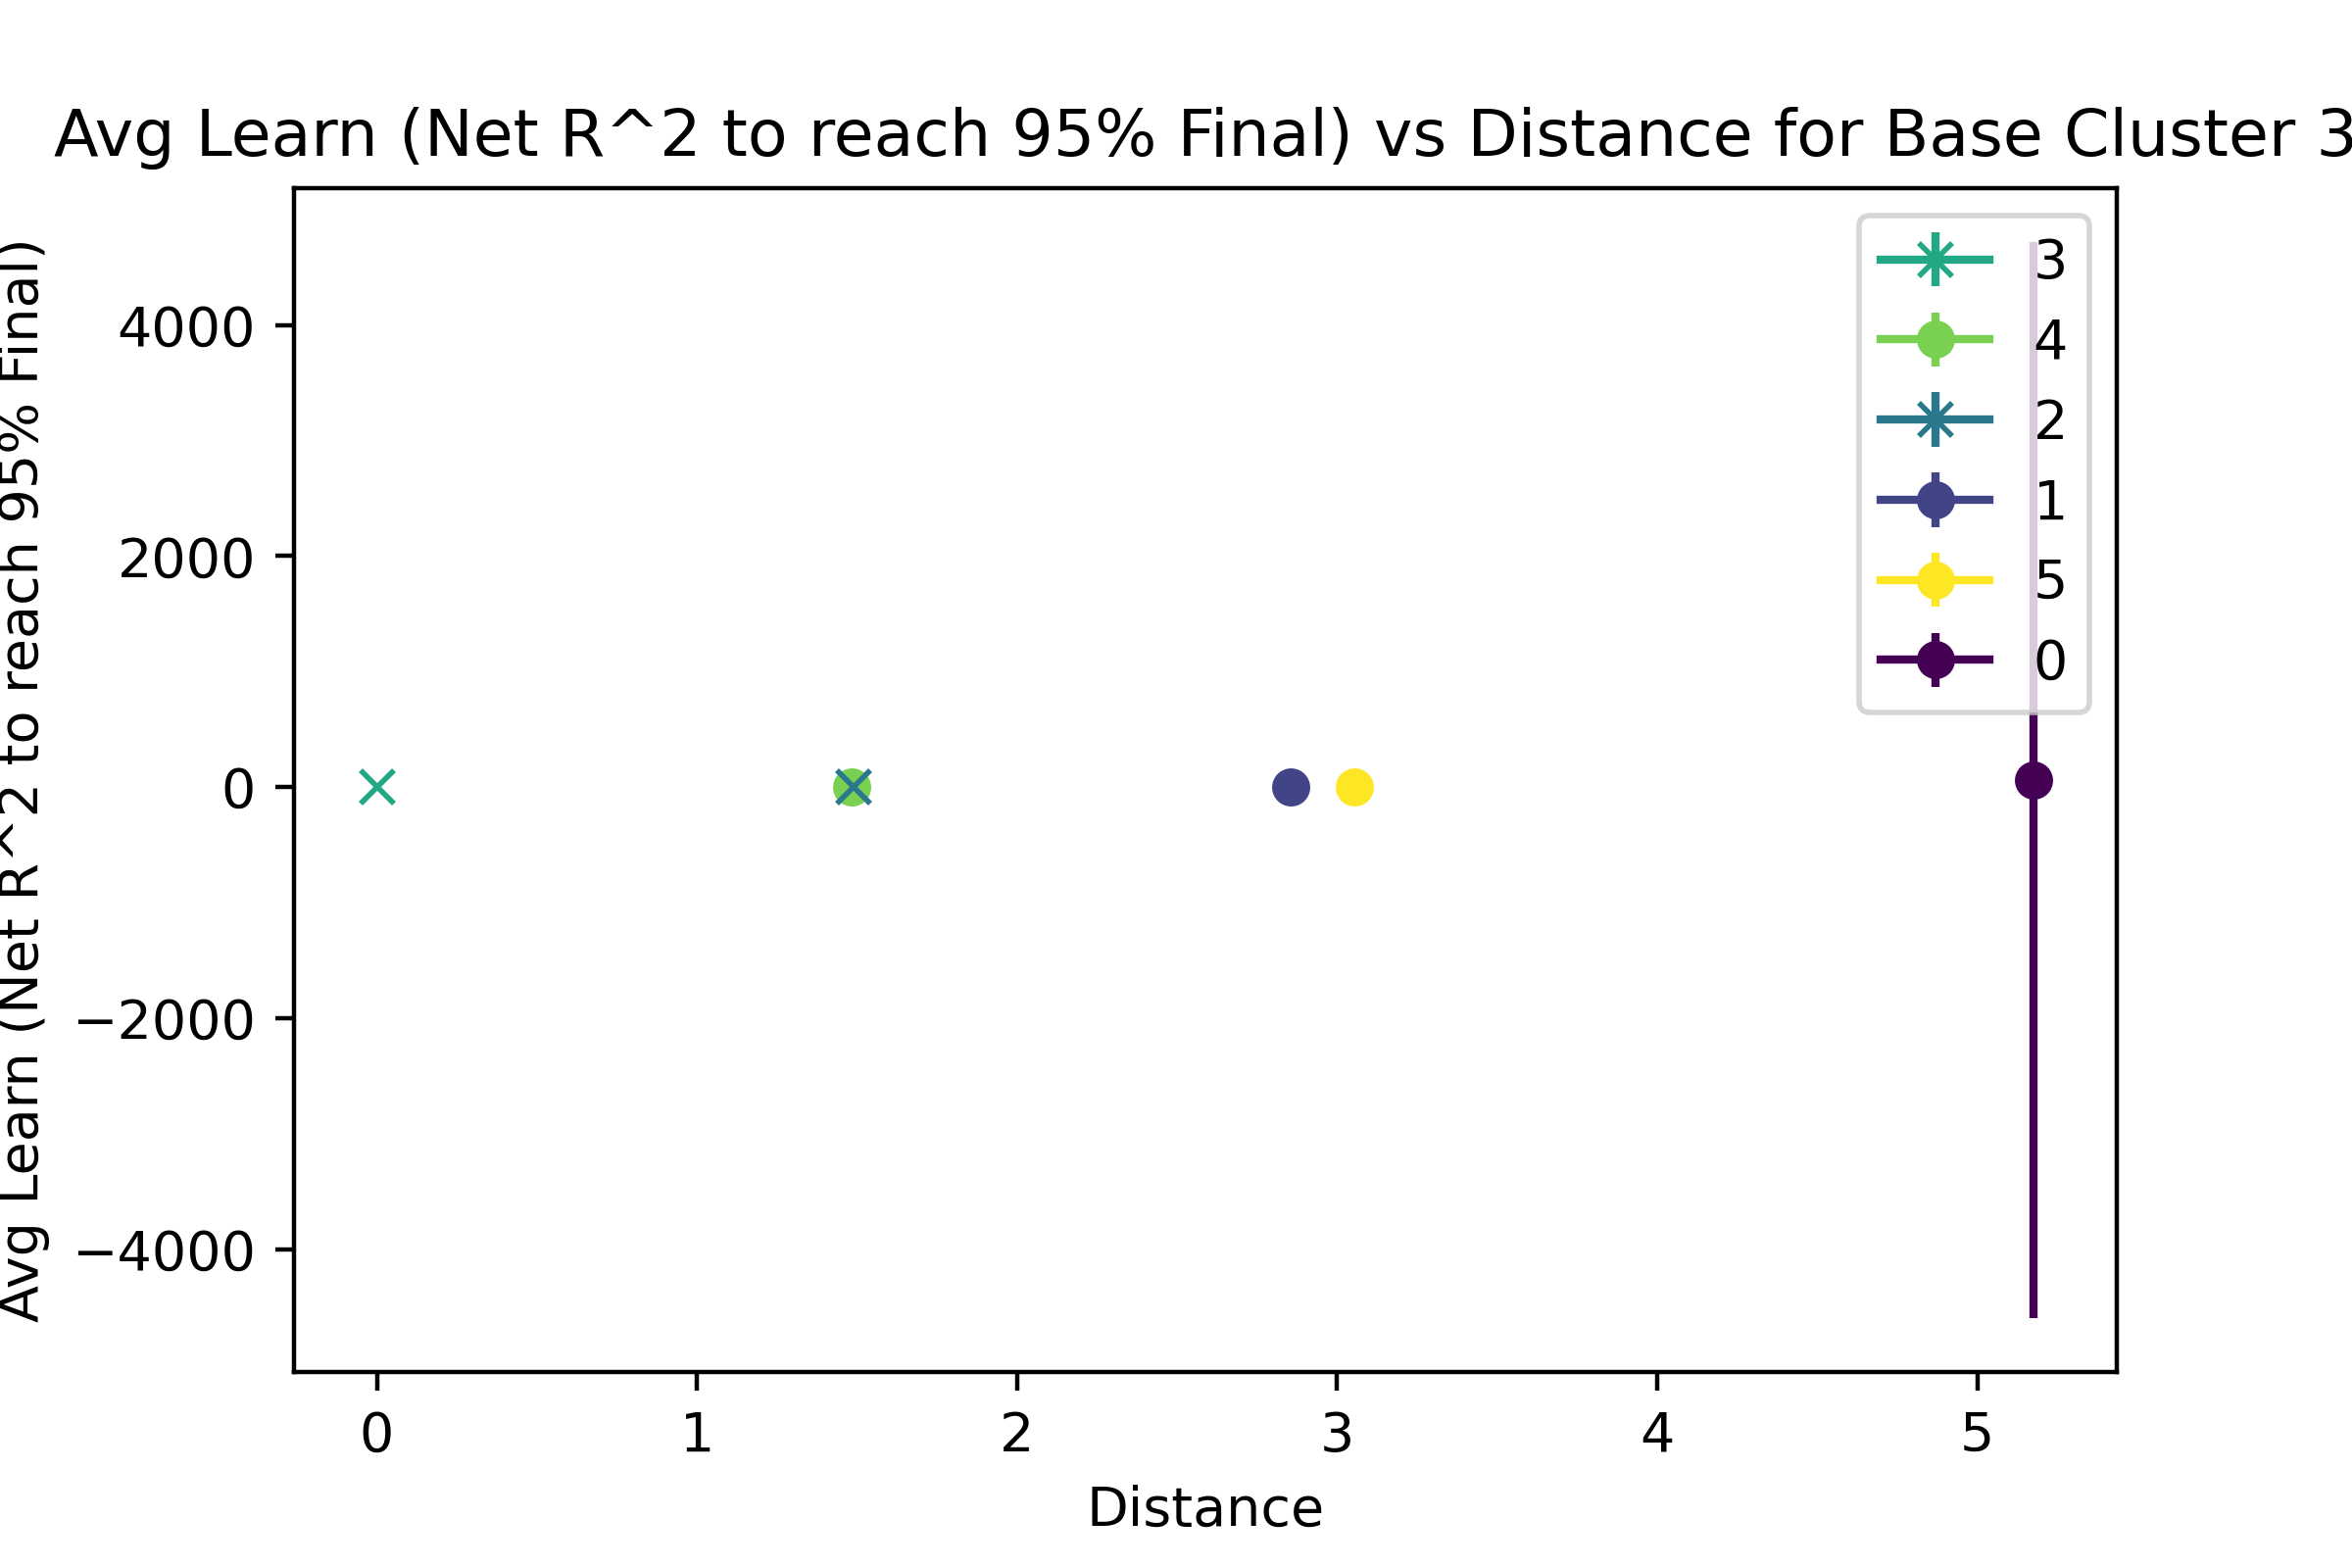 Avg Learn (Net R^2 to reach 95% Final) vs Distance for Base Cluster 3
Avg Learn (Net R^2 to reach 95% Final)
4000
2000
0
−2000
−4000
3
4
2
1
5
0
0 1 2 3 4 5
Distance